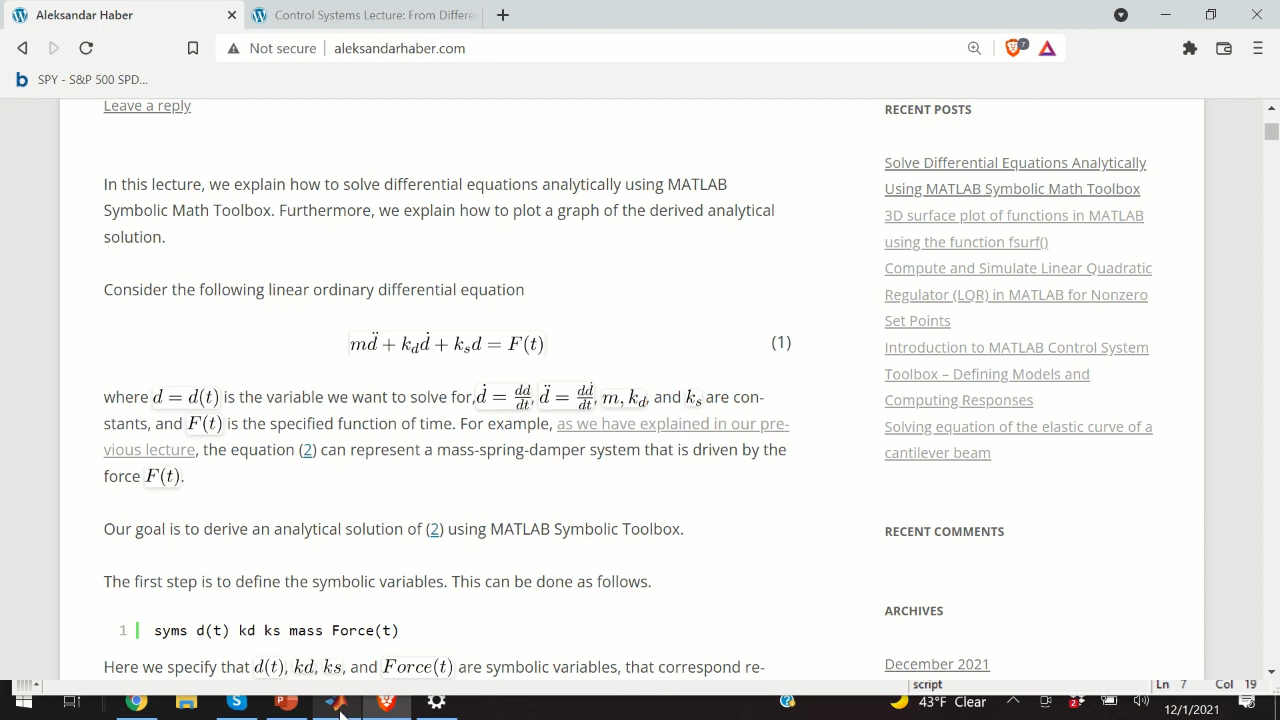 Aleksandar Haber
Control Systems Lecture: From Differe
Not secure
aleksandarhaber.com
7
SPY - S&P 500 SPD...
Leave a reply
In this lecture, we explain how to solve differential equations analytically using MATLAB
Symbolic Math Toolbox. Furthermore, we explain how to plot a graph of the derived analytical
solution.
Consider the following linear ordinary differential equation
md̈ + k_d ḋ + k_s d = F(t) (1)
where d = d(t) is the variable we want to solve for, ḋ = dd/dt, d̈ = dḋ/dt, m, k_d, and k_s are con-
stants, and F(t) is the specified function of time. For example, as we have explained in our pre-
vious lecture, the equation (2) can represent a mass-spring-damper system that is driven by the
force F(t).
Our goal is to derive an analytical solution of (2) using MATLAB Symbolic Toolbox.
The first step is to define the symbolic variables. This can be done as follows.
1 syms d(t) kd ks mass Force(t)
Here we specify that d(t), kd, ks, and Force(t) are symbolic variables, that correspond re-
RECENT POSTS
Solve Differential Equations Analytically
Using MATLAB Symbolic Math Toolbox
3D surface plot of functions in MATLAB
using the function fsurf()
Compute and Simulate Linear Quadratic
Regulator (LQR) in MATLAB for Nonzero
Set Points
Introduction to MATLAB Control System
Toolbox – Defining Models and
Computing Responses
Solving equation of the elastic curve of a
cantilever beam
RECENT COMMENTS
ARCHIVES
December 2021
script
Ln 7 Col 19
43°F Clear
12/1/2021